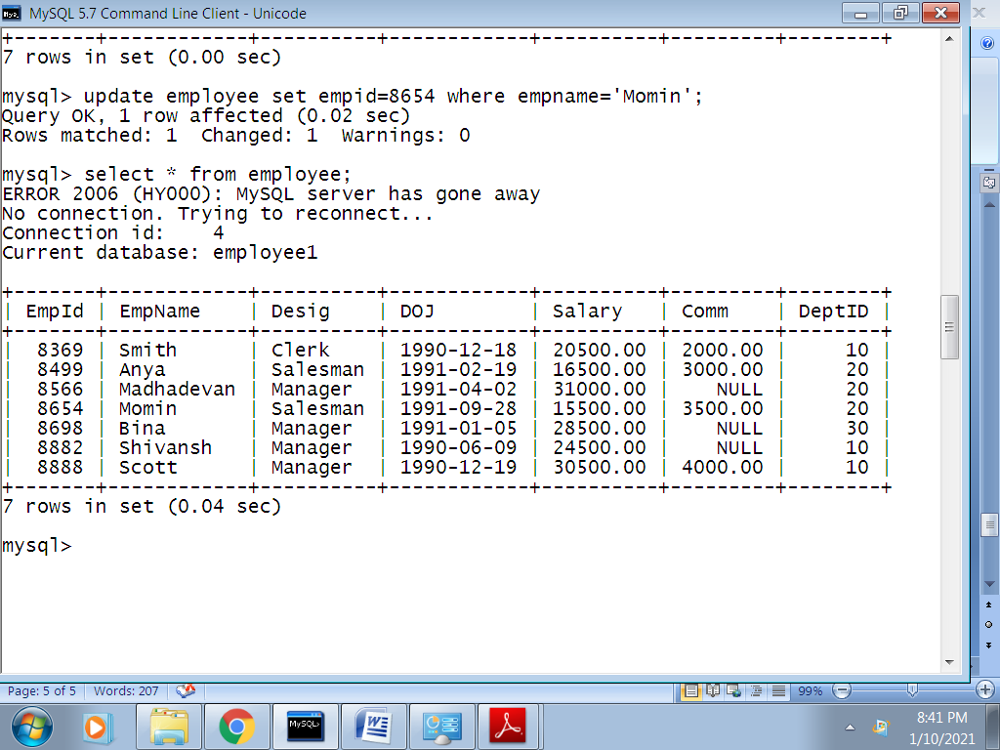 MySQL 5.7 Command Line Client - Unicode
+-------+------------+----------+------------+----------+---------+--------+
7 rows in set (0.00 sec)
mysql> update employee set empid=8654 where empname='Momin';
Query OK, 1 row affected (0.02 sec)
Rows matched: 1  Changed: 1  Warnings: 0
mysql> select * from employee;
ERROR 2006 (HY000): MySQL server has gone away
No connection. Trying to reconnect...
Connection id:    4
Current database: employee1
+-------+------------+----------+------------+----------+---------+--------+
| EmpId | EmpName    | Desig    | DOJ        | Salary   | Comm    | DeptID |
+-------+------------+----------+------------+----------+---------+--------+
|  8369 | Smith      | Clerk    | 1990-12-18 | 20500.00 | 2000.00 |     10 |
|  8499 | Anya       | Salesman | 1991-02-19 | 16500.00 | 3000.00 |     20 |
|  8566 | Madhadevan | Manager  | 1991-04-02 | 31000.00 |    NULL |     20 |
|  8654 | Momin      | Salesman | 1991-09-28 | 15500.00 | 3500.00 |     20 |
|  8698 | Bina       | Manager  | 1991-01-05 | 28500.00 |    NULL |     30 |
|  8882 | Shivansh   | Manager  | 1990-06-09 | 24500.00 |    NULL |     10 |
|  8888 | Scott      | Manager  | 1990-12-19 | 30500.00 | 4000.00 |     10 |
+-------+------------+----------+------------+----------+---------+--------+
7 rows in set (0.04 sec)
mysql>
Page: 5 of 5 Words: 207 99%
MySQL>
8:41 PM
1/10/2021